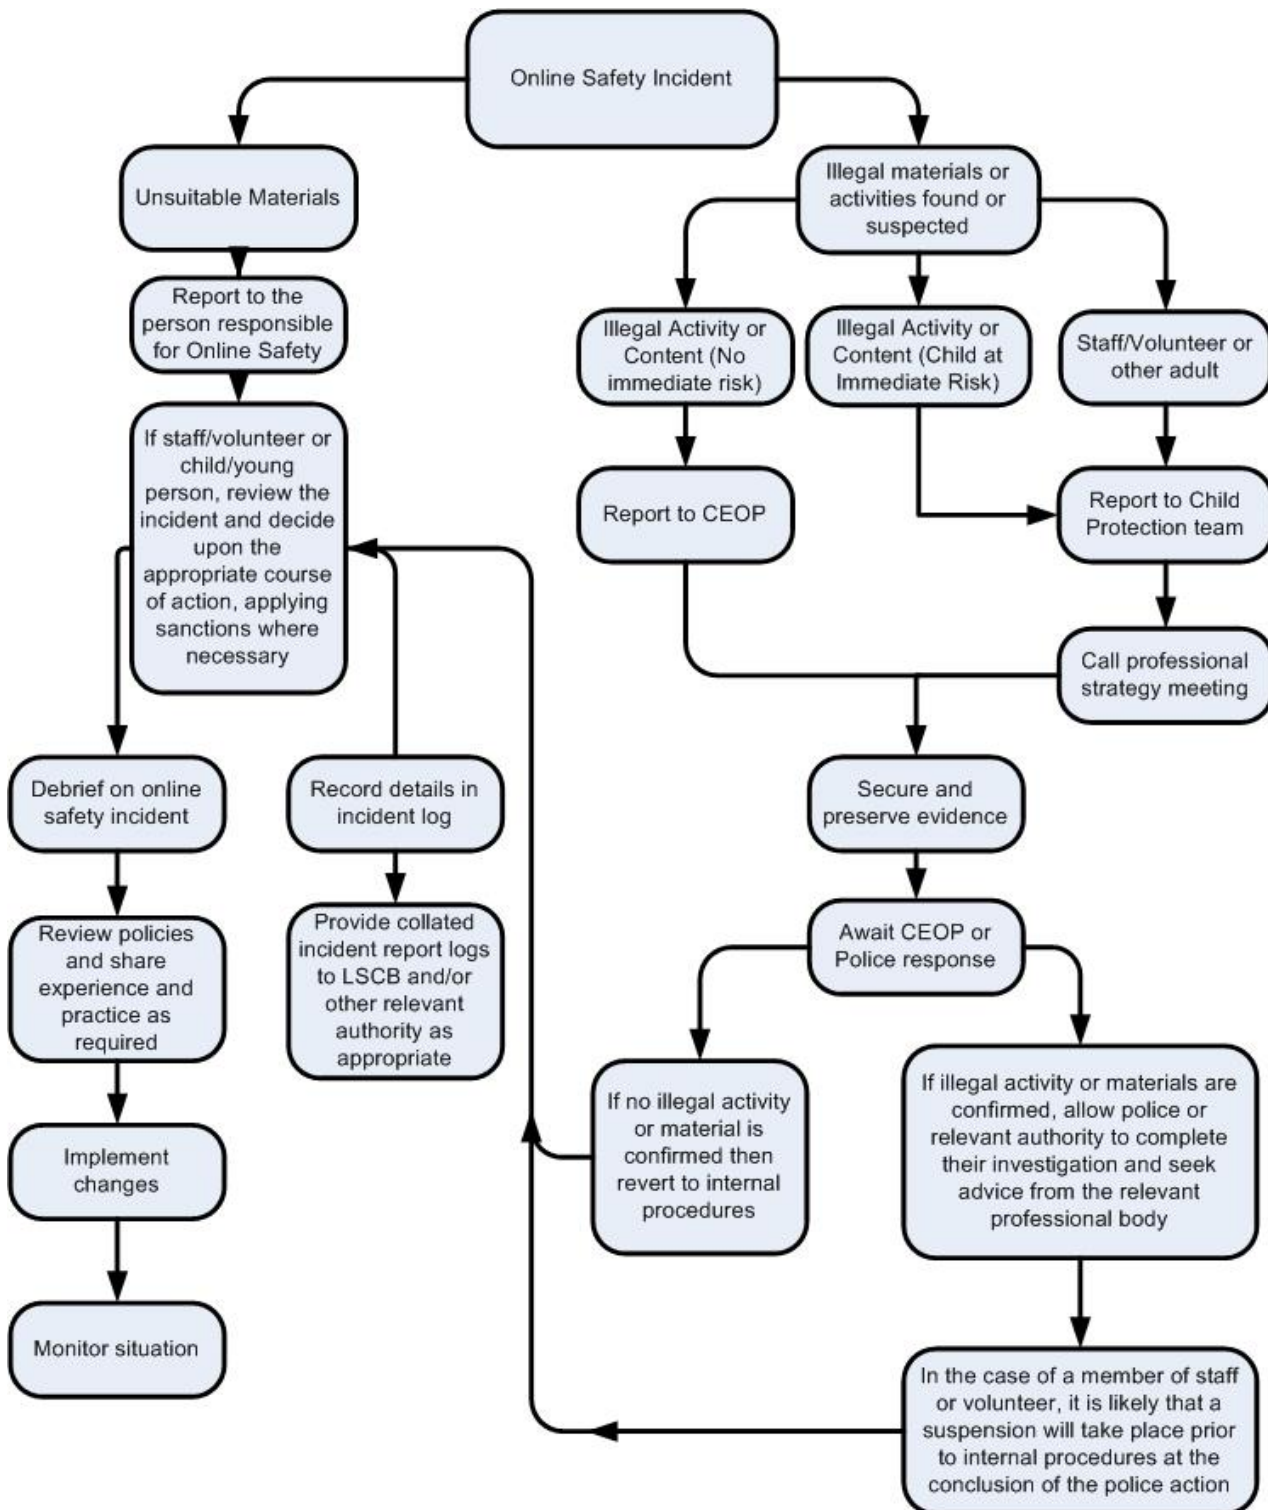 Online Safety Incident
Unsuitable Materials
Illegal materials or
activities found or
suspected
Report to the
person responsible
for Online Safety
Illegal Activity or
Content (No
immediate risk)
Illegal Activity or
Content (Child at
Immediate Risk)
Staff/Volunteer or
other adult
If staff/volunteer or
child/young
person, review the
incident and decide
upon the
appropriate course
of action, applying
sanctions where
necessary
Report to CEOP
Report to Child
Protection team
Call professional
strategy meeting
Debrief on online
safety incident
Record details in
incident log
Secure and
preserve evidence
Review policies
and share
experience and
practice as
required
Provide collated
incident report logs
to LSCB and/or
other relevant
authority as
appropriate
Await CEOP or
Police response
If no illegal activity
or material is
confirmed then
revert to internal
procedures
If illegal activity or materials are
confirmed, allow police or
relevant authority to complete
their investigation and seek
advice from the relevant
professional body
Implement
changes
Monitor situation
In the case of a member of staff
or volunteer, it is likely that a
suspension will take place prior
to internal procedures at the
conclusion of the police action